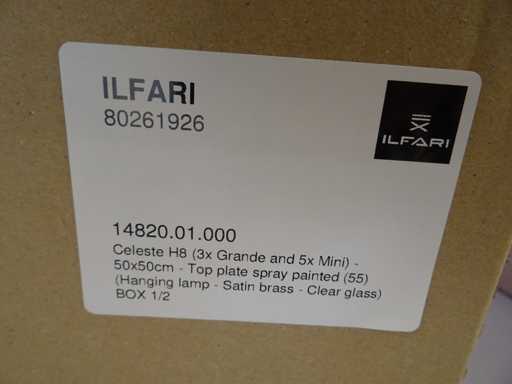 ILFARI
80261926
ILFARI
14820.01.000
Celeste H8 (3x Grande and 5x Mini) -
50x50cm - Top plate spray painted (55)
(Hanging lamp - Satin brass - Clear glass)
BOX 1/2